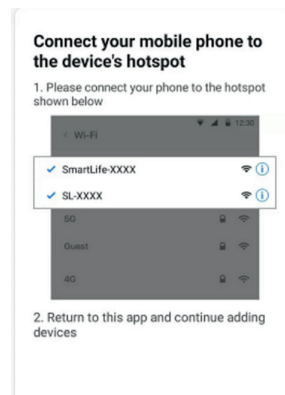 Connect your mobile phone to
the device's hotspot
1. Please connect your phone to the hotspot
shown below
12:30
Wi-Fi
SmartLife-XXXX
SL-XXXX
5G
Guest
4G
2. Return to this app and continue adding
devices